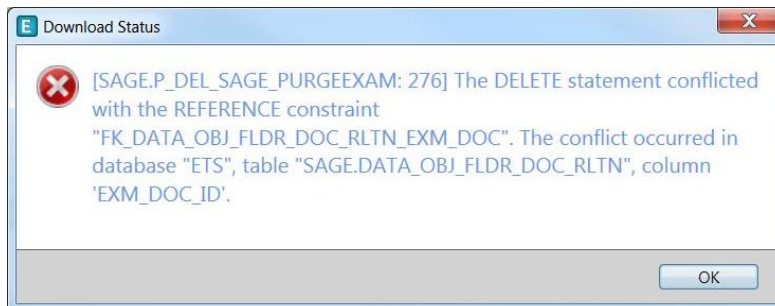 E Download Status
X
[SAGE.P_DEL_SAGE_PURGEEXAM: 276] The DELETE statement conflicted
with the REFERENCE constraint
"FK_DATA_OBJ_FLDR_DOC_RLTN_EXM_DOC". The conflict occurred in
database "ETS", table "SAGE.DATA_OBJ_FLDR_DOC_RLTN", column
'EXM_DOC_ID'.
OK